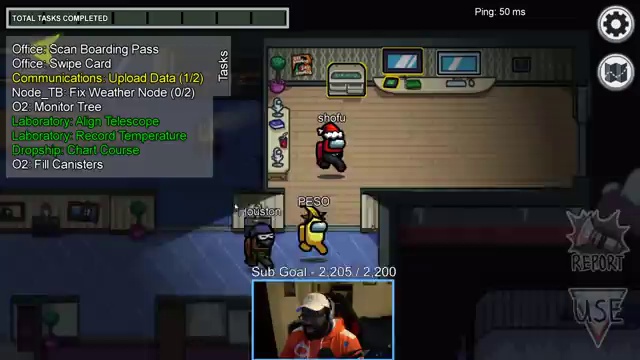 TOTAL TASKS COMPLETED
Ping: 50 ms
Office: Scan Boarding Pass
Office: Swipe Card
Communications: Upload Data (1/2)
Node_TB: Fix Weather Node (0/2)
O2: Monitor Tree
Laboratory: Align Telescope
Laboratory: Record Temperature
Dropship: Chart Course
O2: Fill Canisters
Tasks
shofu
PESO
ouston
Sub Goal - 2,205 / 2,200
REPORT
USE